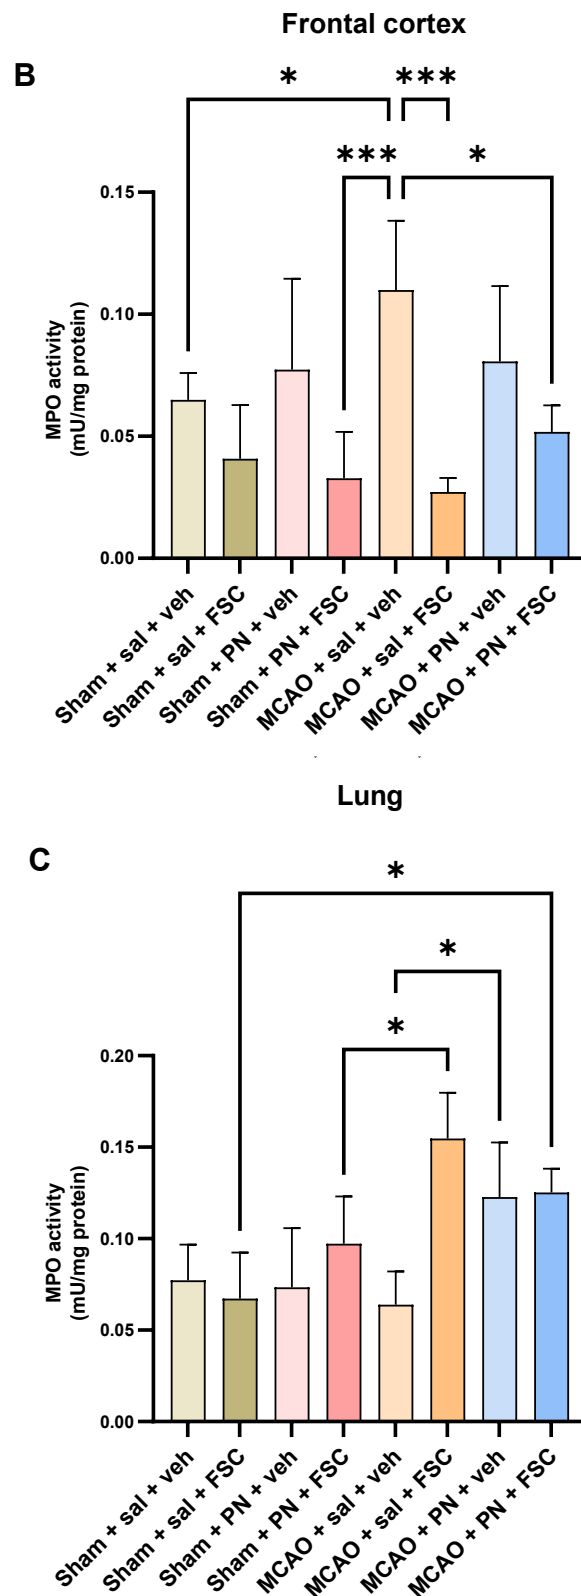 Frontal cortex
B
* ***
*** *
MPO activity
(mU/mg protein)
0.15
0.10
0.05
0.00
Sham + sal + veh
Sham + sal + FSC
Sham + PN + veh
Sham + PN + FSC
MCAO + sal + veh
MCAO + sal + FSC
MCAO + PN + veh
MCAO + PN + FSC
Lung
C
*
*
*
MPO activity
(mU/mg protein)
0.20
0.15
0.10
0.05
0.00
Sham + sal + veh
Sham + sal + FSC
Sham + PN + veh
Sham + PN + FSC
MCAO + sal + veh
MCAO + sal + FSC
MCAO + PN + veh
MCAO + PN + FSC